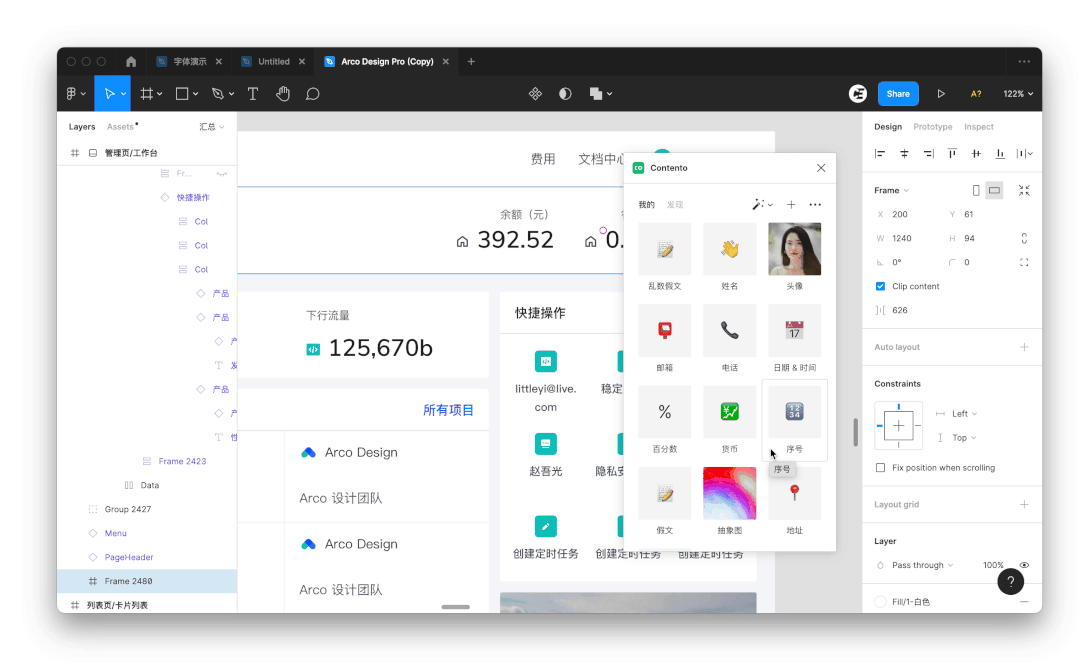 字体演示
Untitled
Arco Design Pro (Copy)
Share
A?
122%
Layers
Assets
汇总
管理页/工作台
Fr...
快捷操作
Col
Col
Col
产品
产品
T
产品
T
Frame 2423
Data
Group 2427
Menu
PageHeader
Frame 2480
列表页/卡片列表
费用
文档中心
余额（元）
392.52
0.
下行流量
125,670b
所有项目
Arco Design
Arco 设计团队
Arco Design
Arco 设计团队
快捷操作
littleyi@live.
com
稳定
赵吾光
隐私安
创建定时任务
创建定时任务
创建定时任务
CO
Contento
我的
发现
乱数假文
姓名
头像
邮箱
电话
17
日期 & 时间
%
百分数
货币
12
34
序号
序号
假文
抽象图
地址
Design
Prototype
Inspect
Frame
X
200
Y
61
W
1240
H
94
0°
0
Clip content
626
Auto layout
Constraints
Left
Top
Fix position when scrolling
Layout grid
Layer
Pass through
100%
?
Fill/1-白色